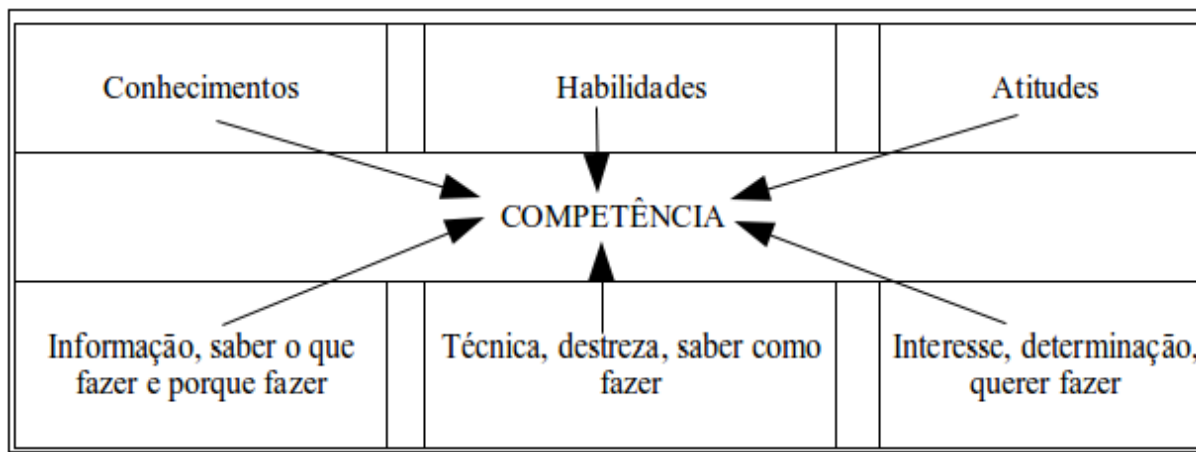 Conhecimentos
Habilidades
Atitudes
COMPETÊNCIA
Informação, saber o que
fazer e porque fazer
Técnica, destreza, saber como
fazer
Interesse, determinação,
querer fazer